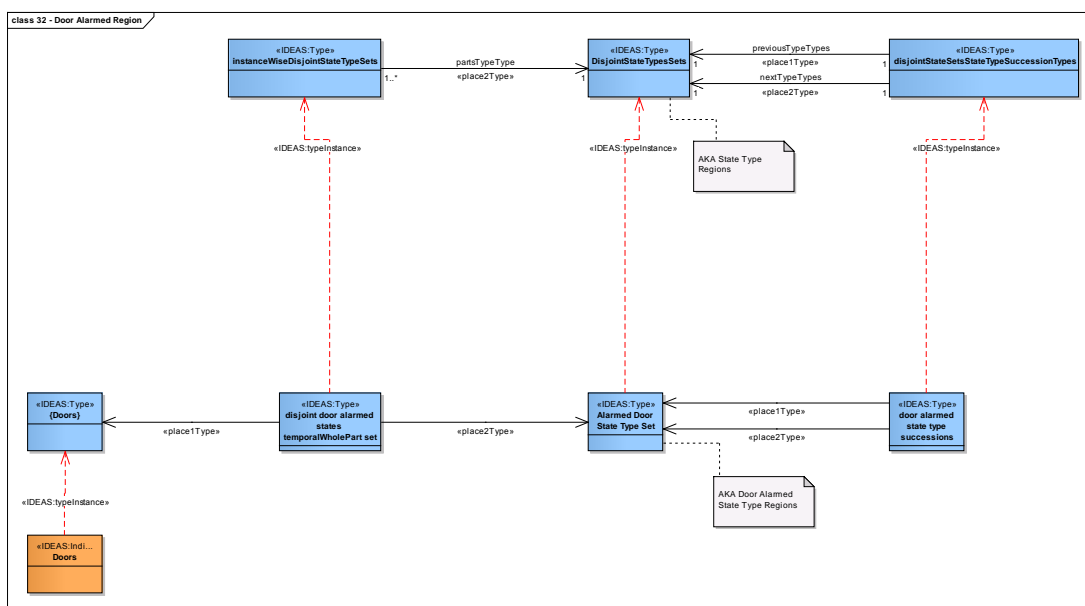 class 32 - Door Alarmed Region
«IDEAS:Type»
instanceWiseDisjointStateTypeSets
partsTypeType
«place2Type»
1..*
1
«IDEAS:Type»
DisjointStateTypesSets
previousTypeTypes
«place1Type»
1
1
nextTypeTypes
«place2Type»
1
1
«IDEAS:Type»
disjointStateSetsStateTypeSuccessionTypes
«IDEAS:typeInstance»
«IDEAS:typeInstance»
«IDEAS:typeInstance»
AKA State Type
Regions
«IDEAS:Type»
{Doors}
«place1Type»
«IDEAS:Type»
disjoint door alarmed
states
temporalWholePart set
«place2Type»
«IDEAS:Type»
Alarmed Door
State Type Set
«place1Type»
«place2Type»
«IDEAS:Type»
door alarmed
state type
successions
AKA Door Alarmed
State Type Regions
«IDEAS:typeInstance»
«IDEAS:Indi...
Doors